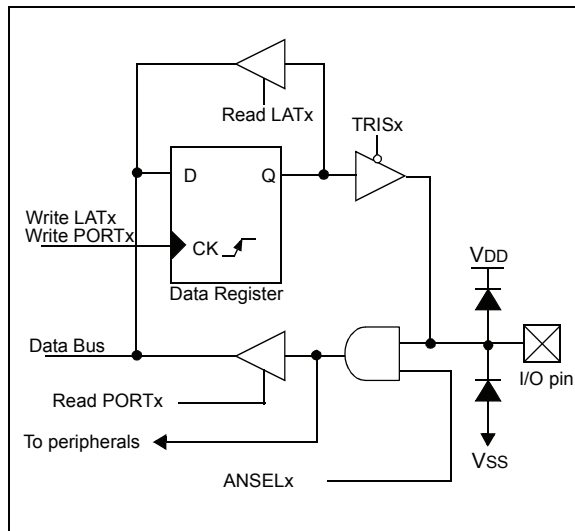 Read LATx
TRISx
D
Q
Write LATx
Write PORTx
CK
Data Register
VDD
Data Bus
I/O pin
Read PORTx
To peripherals
VSS
ANSELx